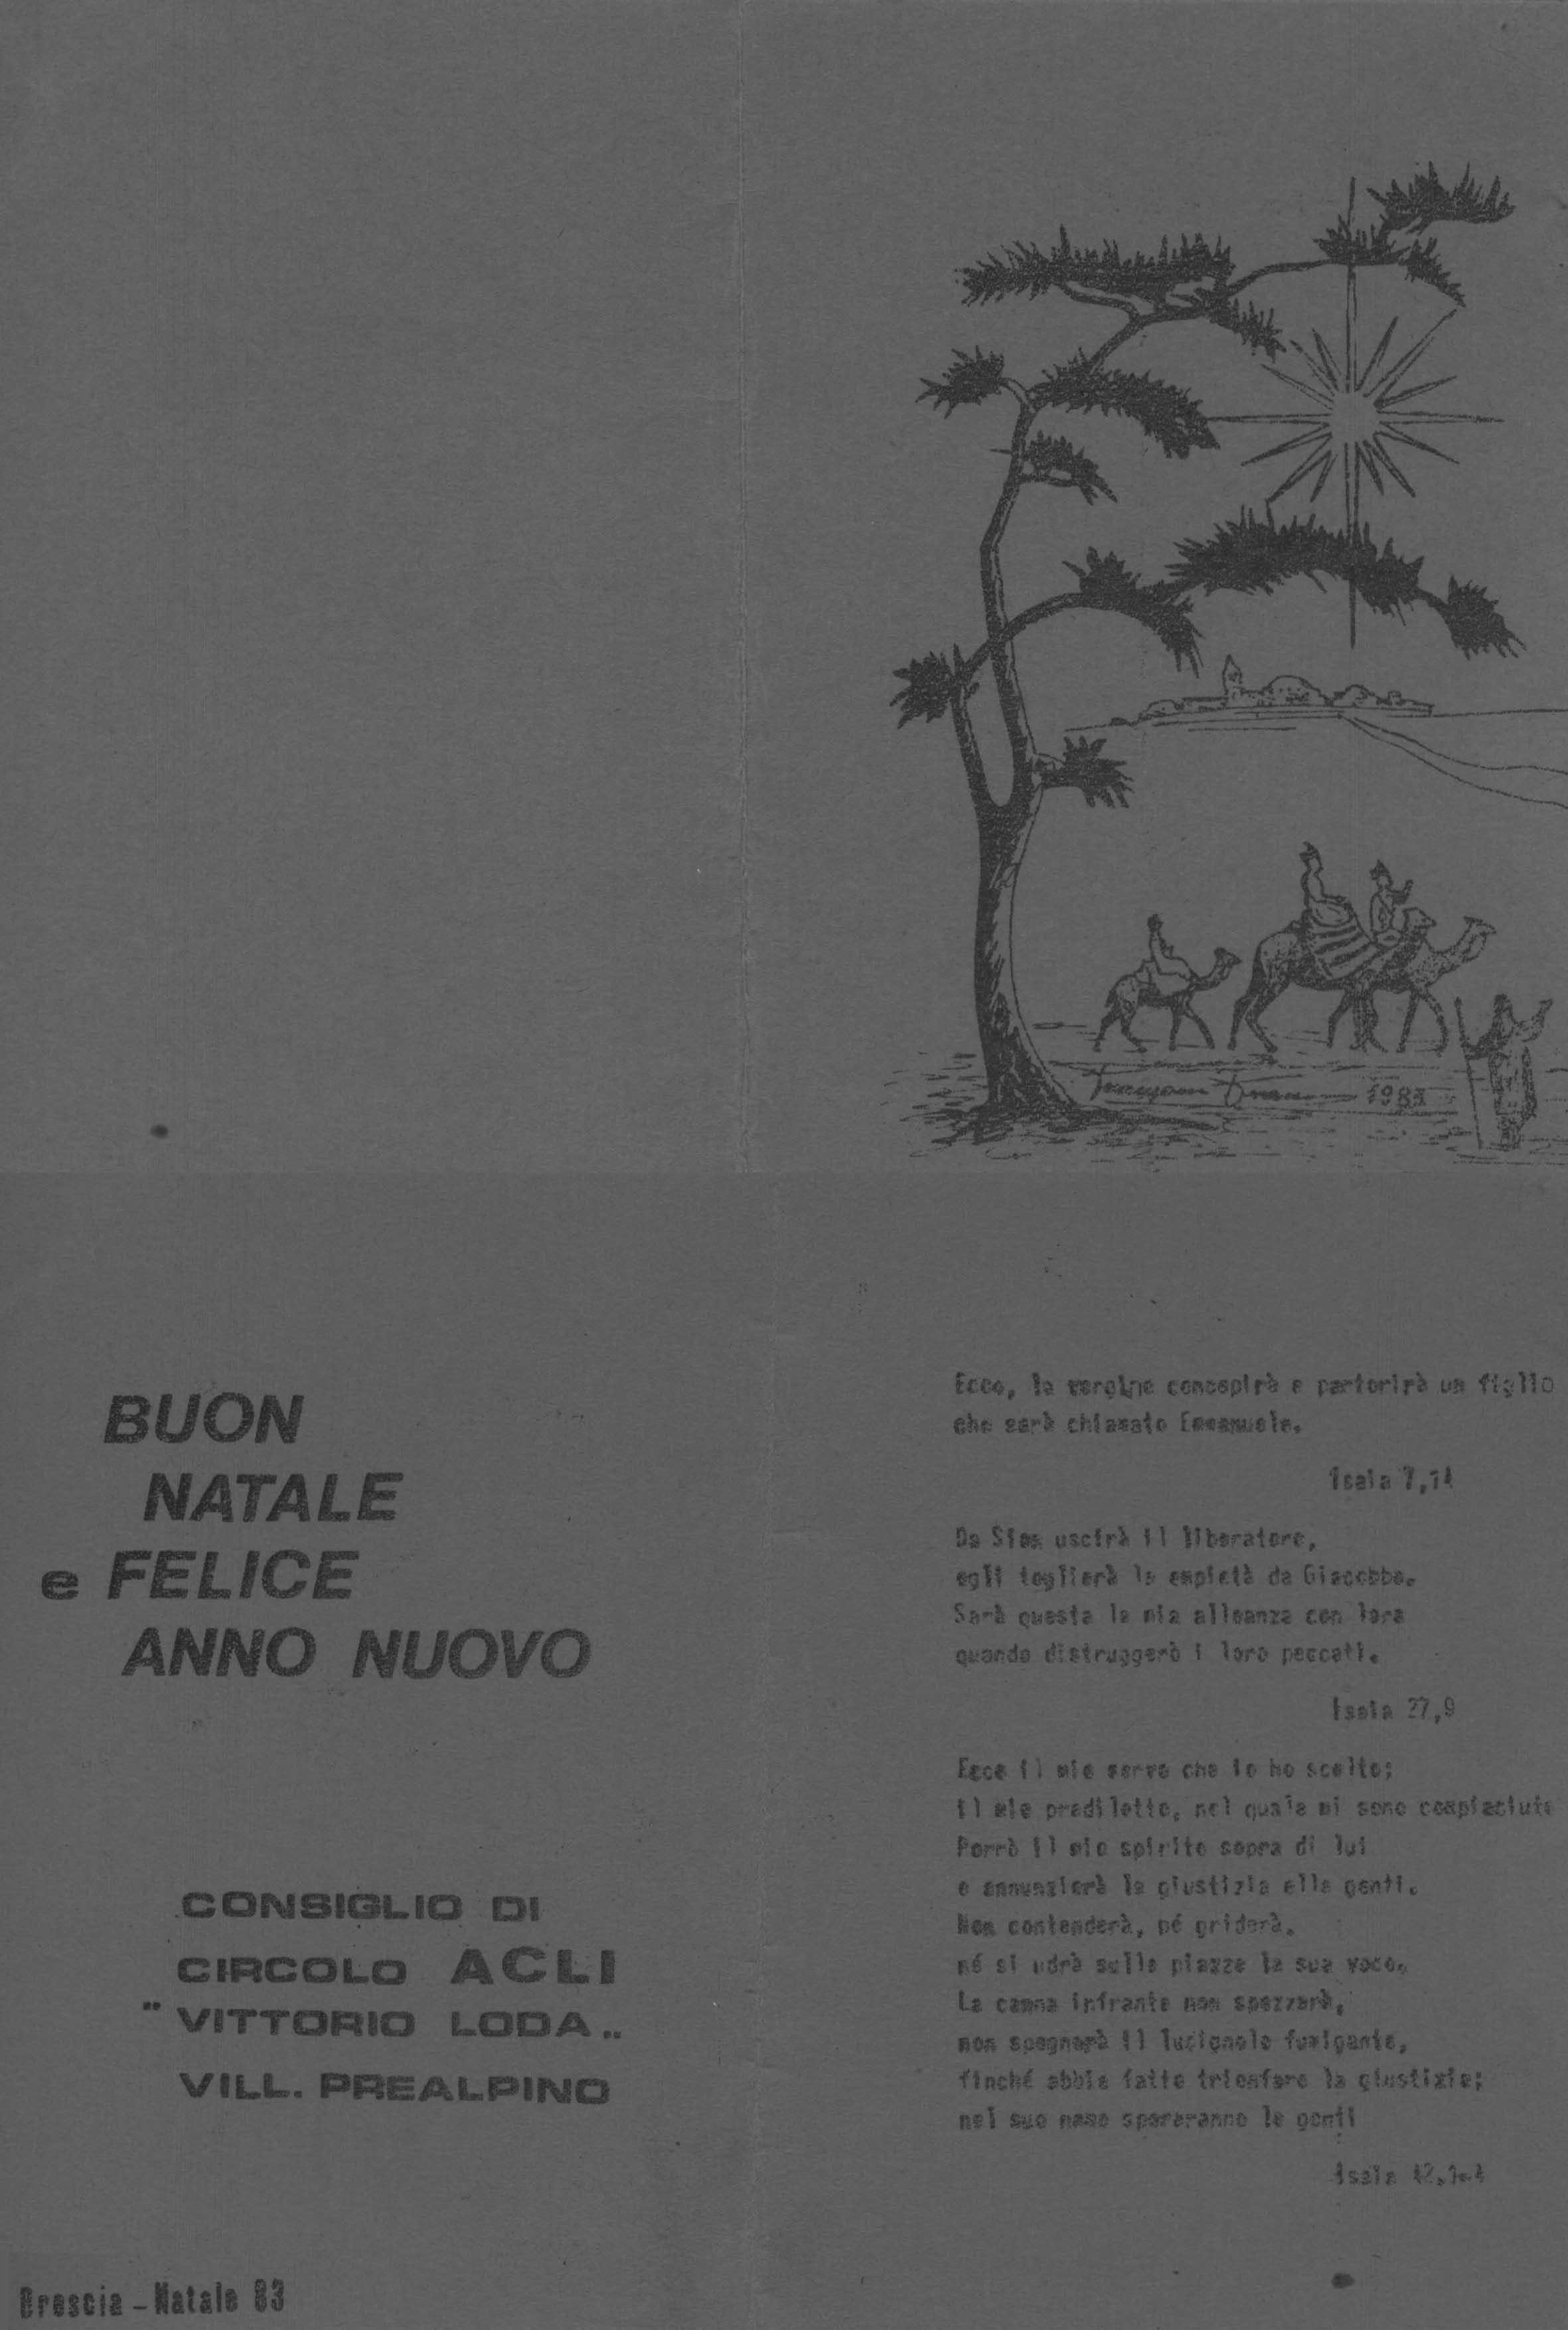 1983
BUON
NATALE
e FELICE
ANNO NUOVO
CONSIGLIO DI
CIRCOLO ACLI
" VITTORIO LODA "
VILL. PREALPINO
Brescia - Natale 83
Ecco, la vergine concepirà e partorirà un figlio
che sarà chiamato Emanuele.
Isaia 7,14
Da Sion uscirà il liberatore,
egli toglierà le empietà da Giacobbe.
Sarà questa la mia alleanza con loro
quando distruggerò i loro peccati.
Isaia 27,9
Ecco il mio servo che io ho scelto;
il mio prediletto, nel quale mi sono compiaciuto
Porrò il mio spirito sopra di lui
e annunzierà la giustizia alle genti.
Non contenderà, né griderà.
né si udrà sulle piazze la sua voce.
La canna infranta non spezzerà,
non spegnerà il lucignolo fumigante,
finché abbia fatto trionfare la giustizia;
nel suo nome spereranno le genti
Isaia 42,1-4